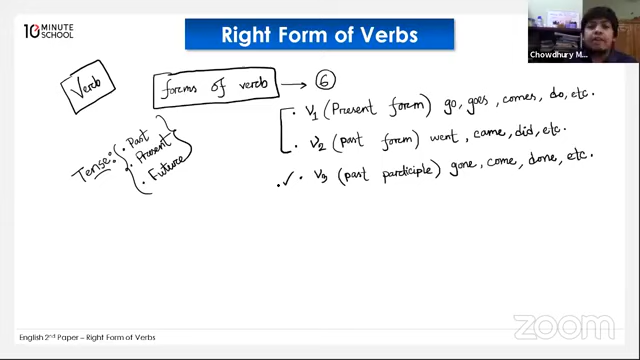 10 MINUTE SCHOOL
Right Form of Verbs
Chowdhury M...
Verb
forms of verb → 6
• V1 (Present form) go, goes, comes, do, etc.
• V2 (past form) went, came, did, etc.
• ✓ • V3 (past pardiciple) gone, come, done, etc.
Tense:
• Past
• Present
• Future
English 2nd Paper – Right Form of Verbs
zoom